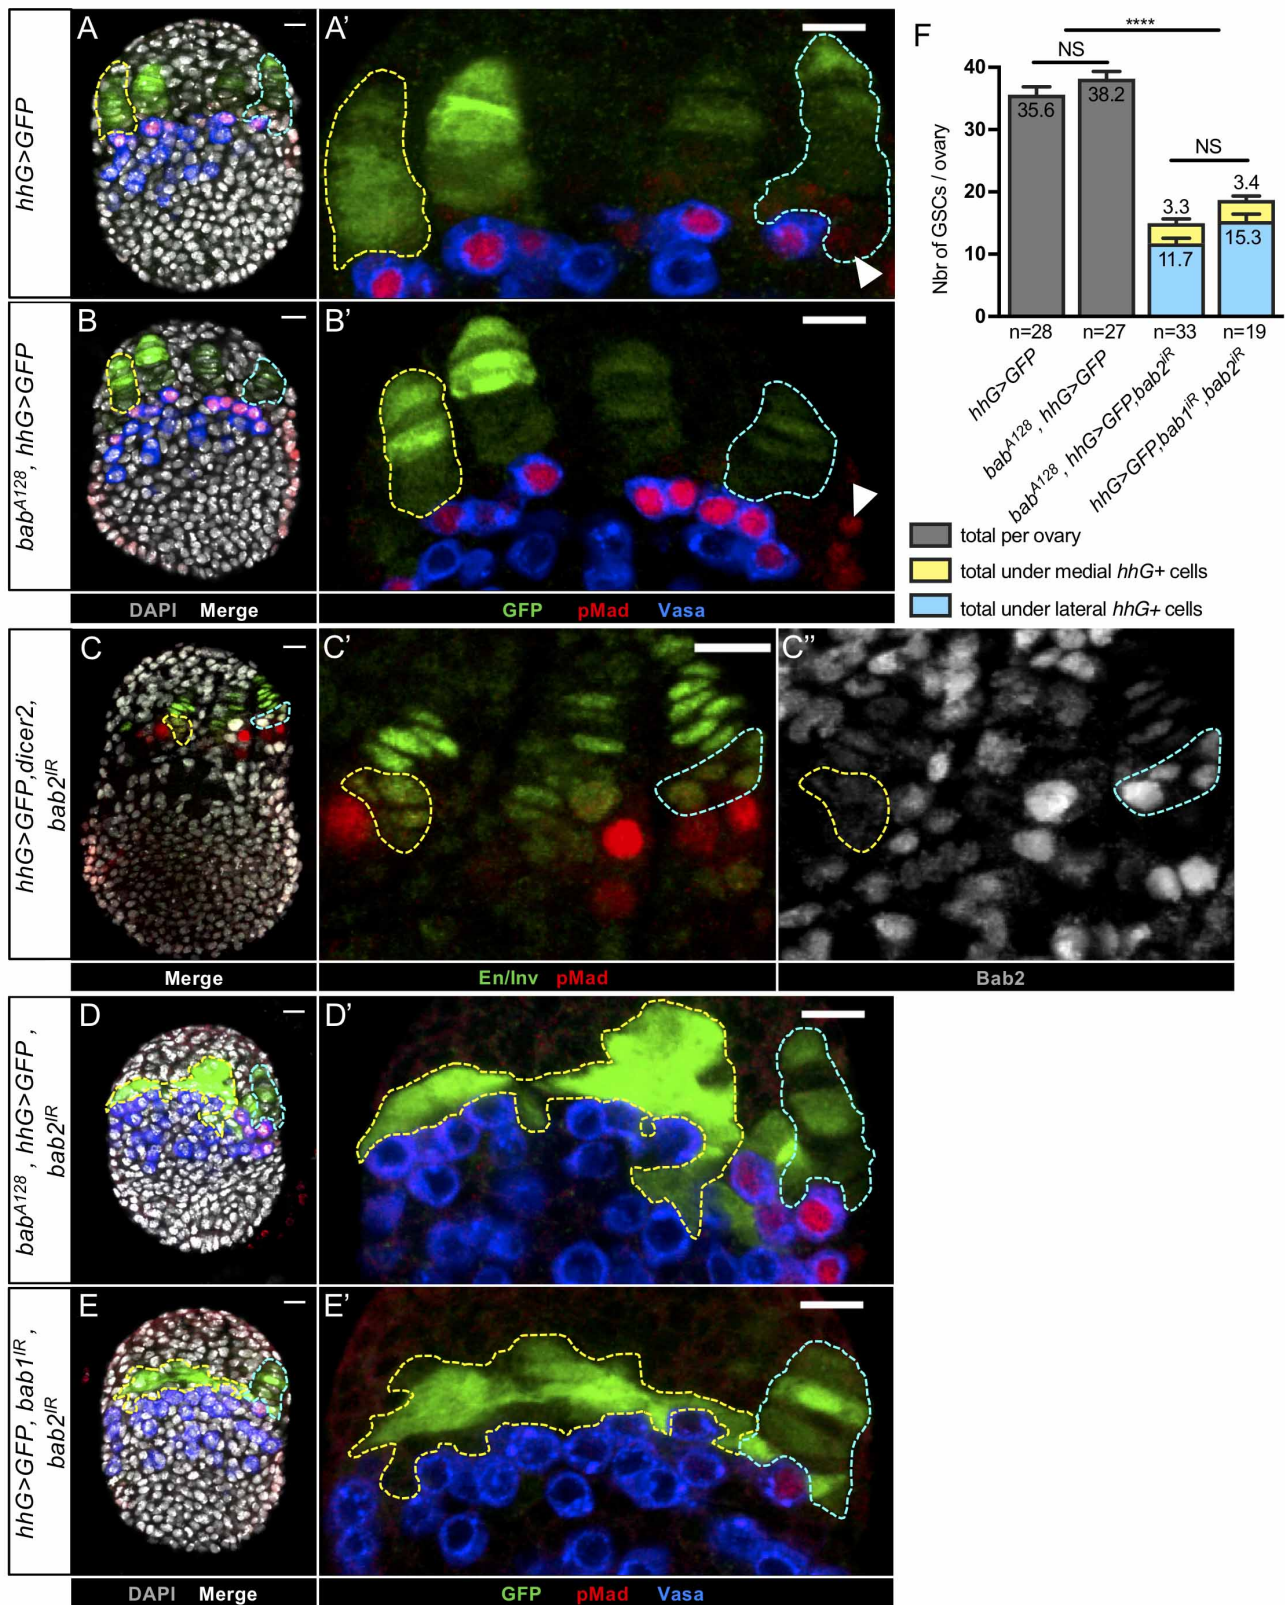 A
A'
hhG>GFP
B
B'
babA128, hhG>GFP
DAPI Merge
GFP pMad Vasa
C
C'
C''
hhG>GFP,dicer2,
bab2IR
Merge
En/Inv pMad
Bab2
D
D'
babA128, hhG>GFP,
bab2IR
E
E'
hhG>GFP, bab1IR,
bab2IR
DAPI Merge
GFP pMad Vasa
F
****
NS
NS
Nbr of GSCs / ovary
40
30
20
10
0
35.6
38.2
3.3
11.7
3.4
15.3
n=28
n=27
n=33
n=19
hhG>GFP
babA128, hhG>GFP
babA128, hhG>GFP,bab2IR
hhG>GFP,bab1IR,bab2IR
total per ovary
total under medial hhG+ cells
total under lateral hhG+ cells